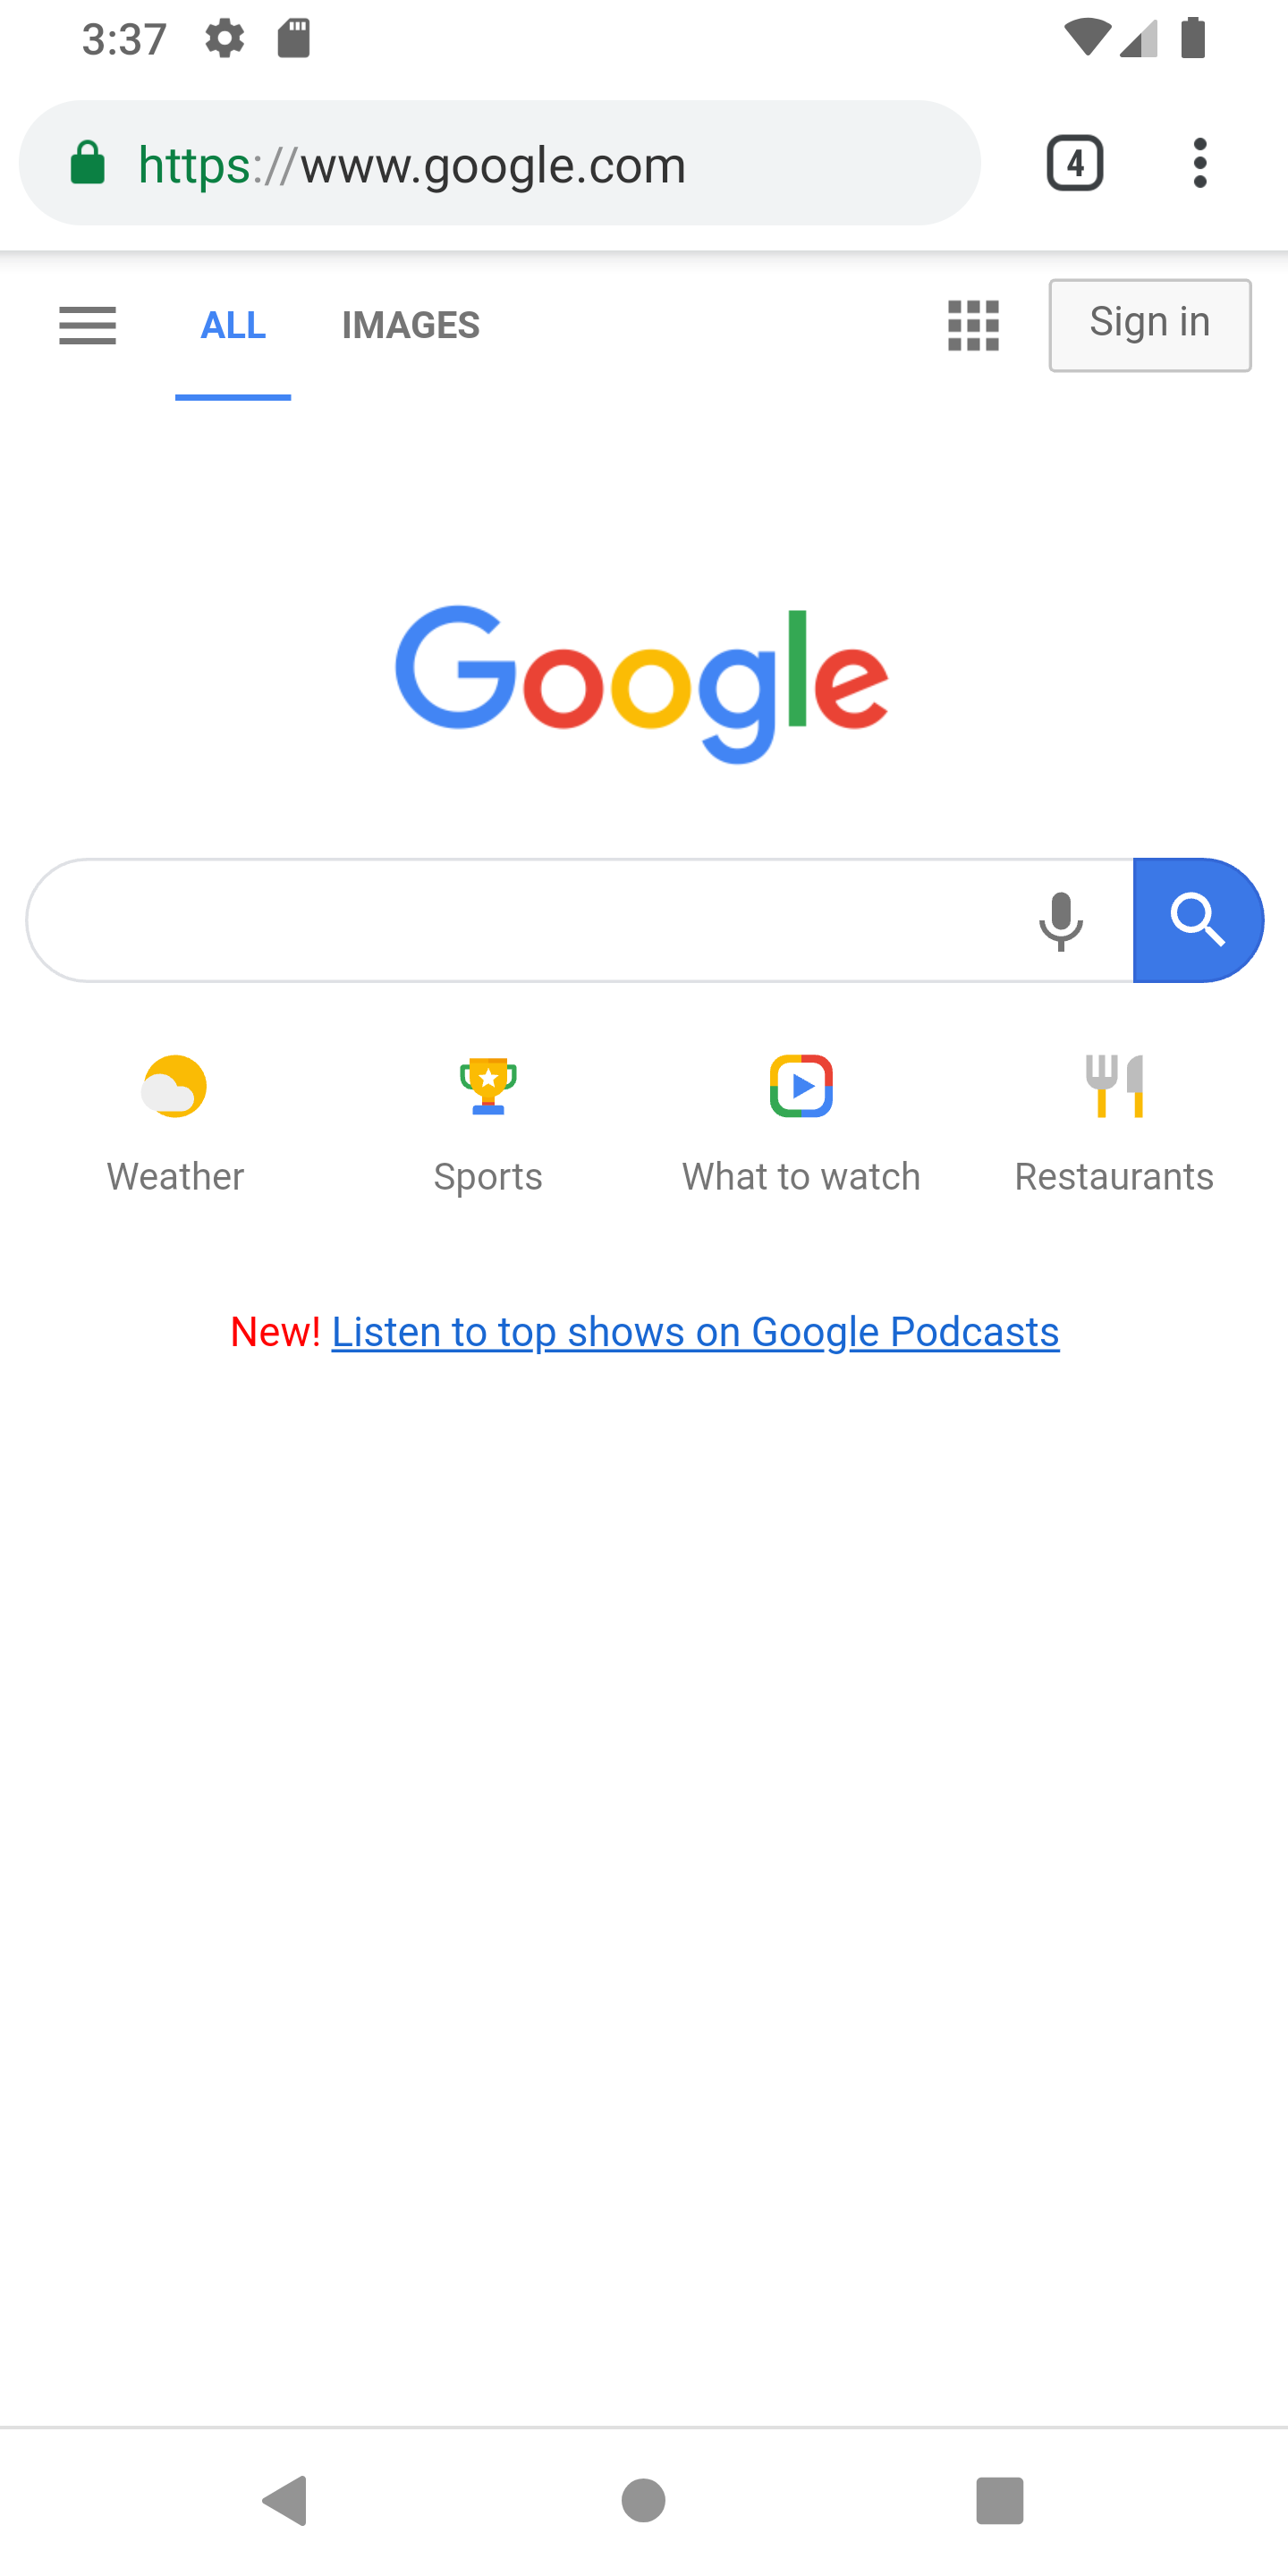 3:37
https://www.google.com
4
ALL IMAGES Sign in
Google
Weather Sports What to watch Restaurants
New! Listen to top shows on Google Podcasts